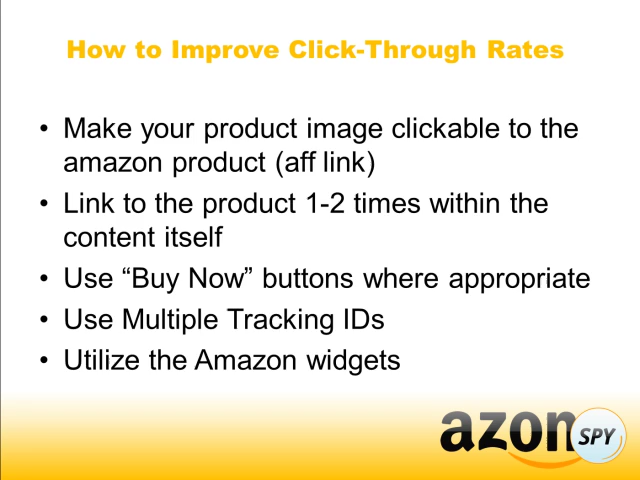 How to Improve Click-Through Rates
• Make your product image clickable to the
amazon product (aff link)
• Link to the product 1-2 times within the
content itself
• Use “Buy Now” buttons where appropriate
• Use Multiple Tracking IDs
• Utilize the Amazon widgets
azon SPY